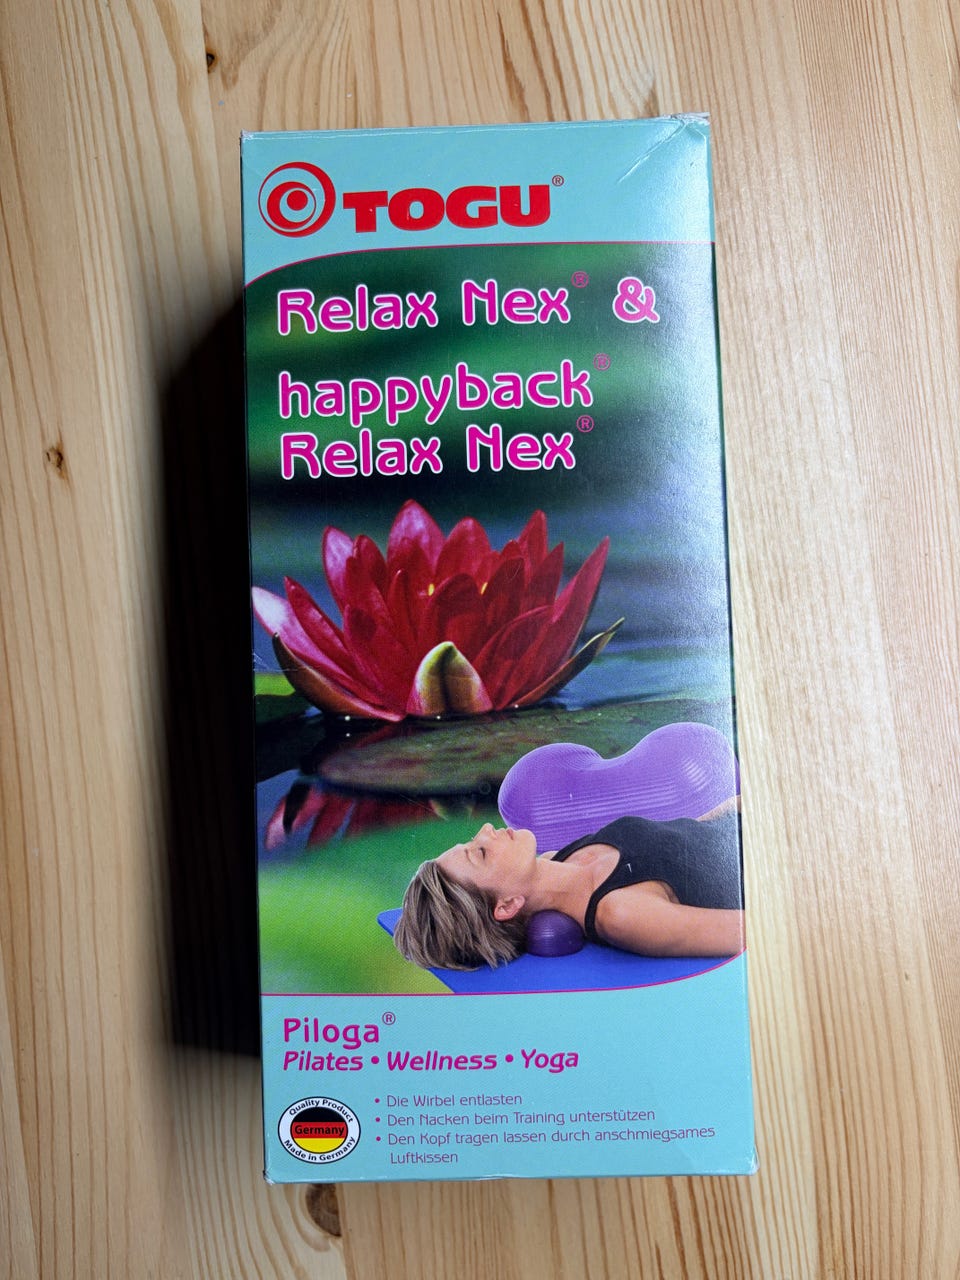 TOGU®
Relax Nex® &
happyback®
Relax Nex®
Piloga®
Pilates • Wellness • Yoga
Quality Product
Germany
Made in Germany
• Die Wirbel entlasten
• Den Nacken beim Training unterstützen
• Den Kopf tragen lassen durch anschmiegsames
Luftkissen